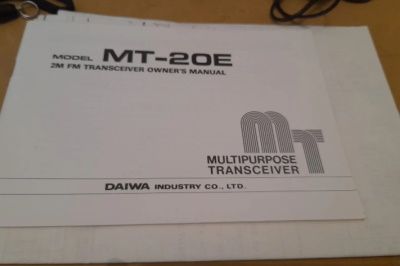 MODEL MT-20E
2M FM TRANSCEIVER OWNER'S MANUAL
MT
MULTIPURPOSE
TRANSCEIVER
DAIWA INDUSTRY CO., LTD.